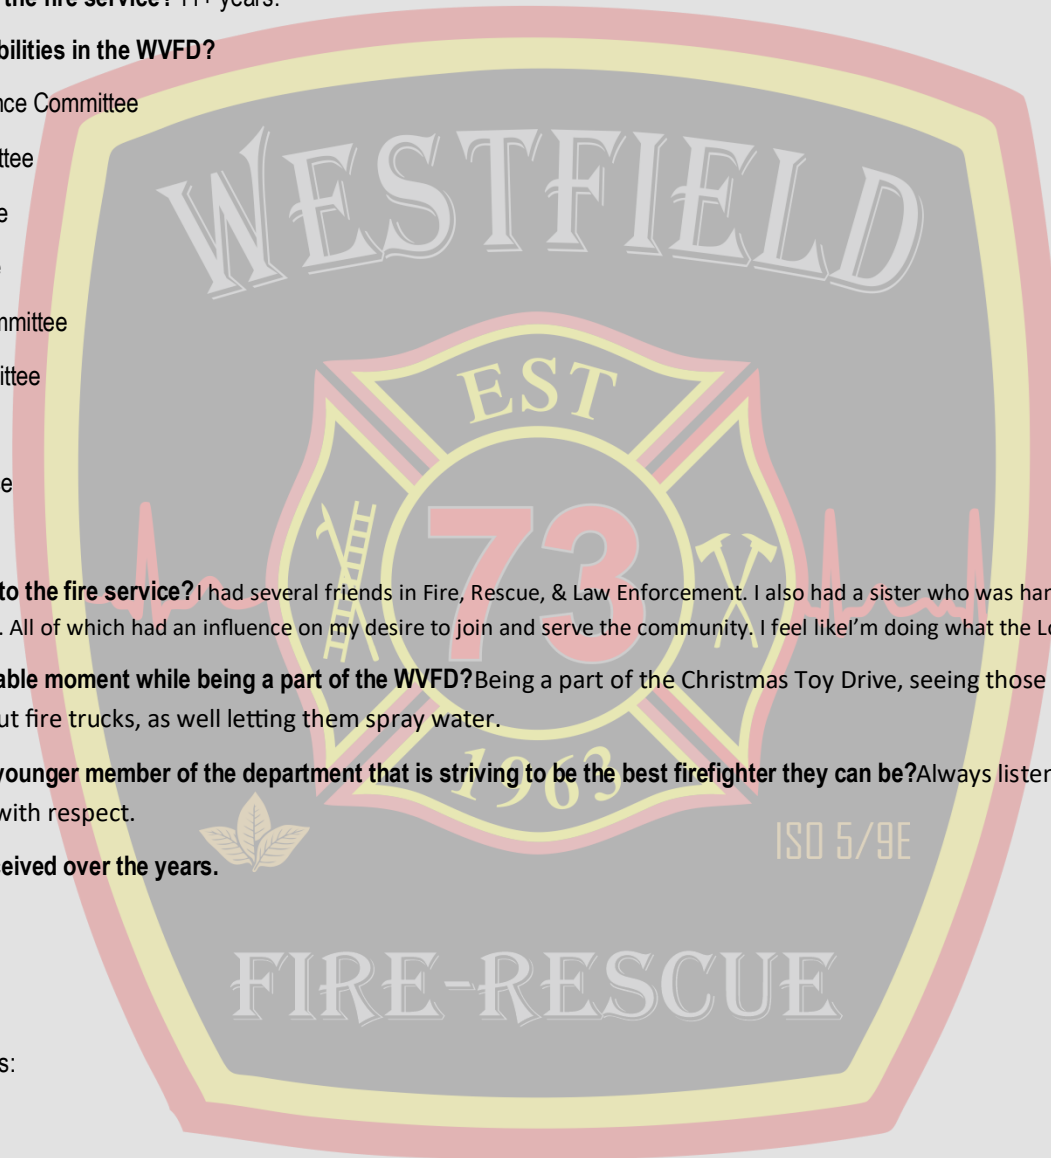 the fire service? 11+ years.
bilities in the WVFD?
nce Committee
ttee
e
e
mmittee
ittee
se
to the fire service?I had several friends in Fire, Rescue, & Law Enforcement. I also had a sister who was han
. All of which had an influence on my desire to join and serve the community. I feel likeI'm doing what the Lo
able moment while being a part of the WVFD?Being a part of the Christmas Toy Drive, seeing those
ut fire trucks, as well letting them spray water.
younger member of the department that is striving to be the best firefighter they can be?Always listen
with respect.
ceived over the years.
s:
WESTFIELD
EST
73
1963
ISO 5/9E
FIRE-RESCUE